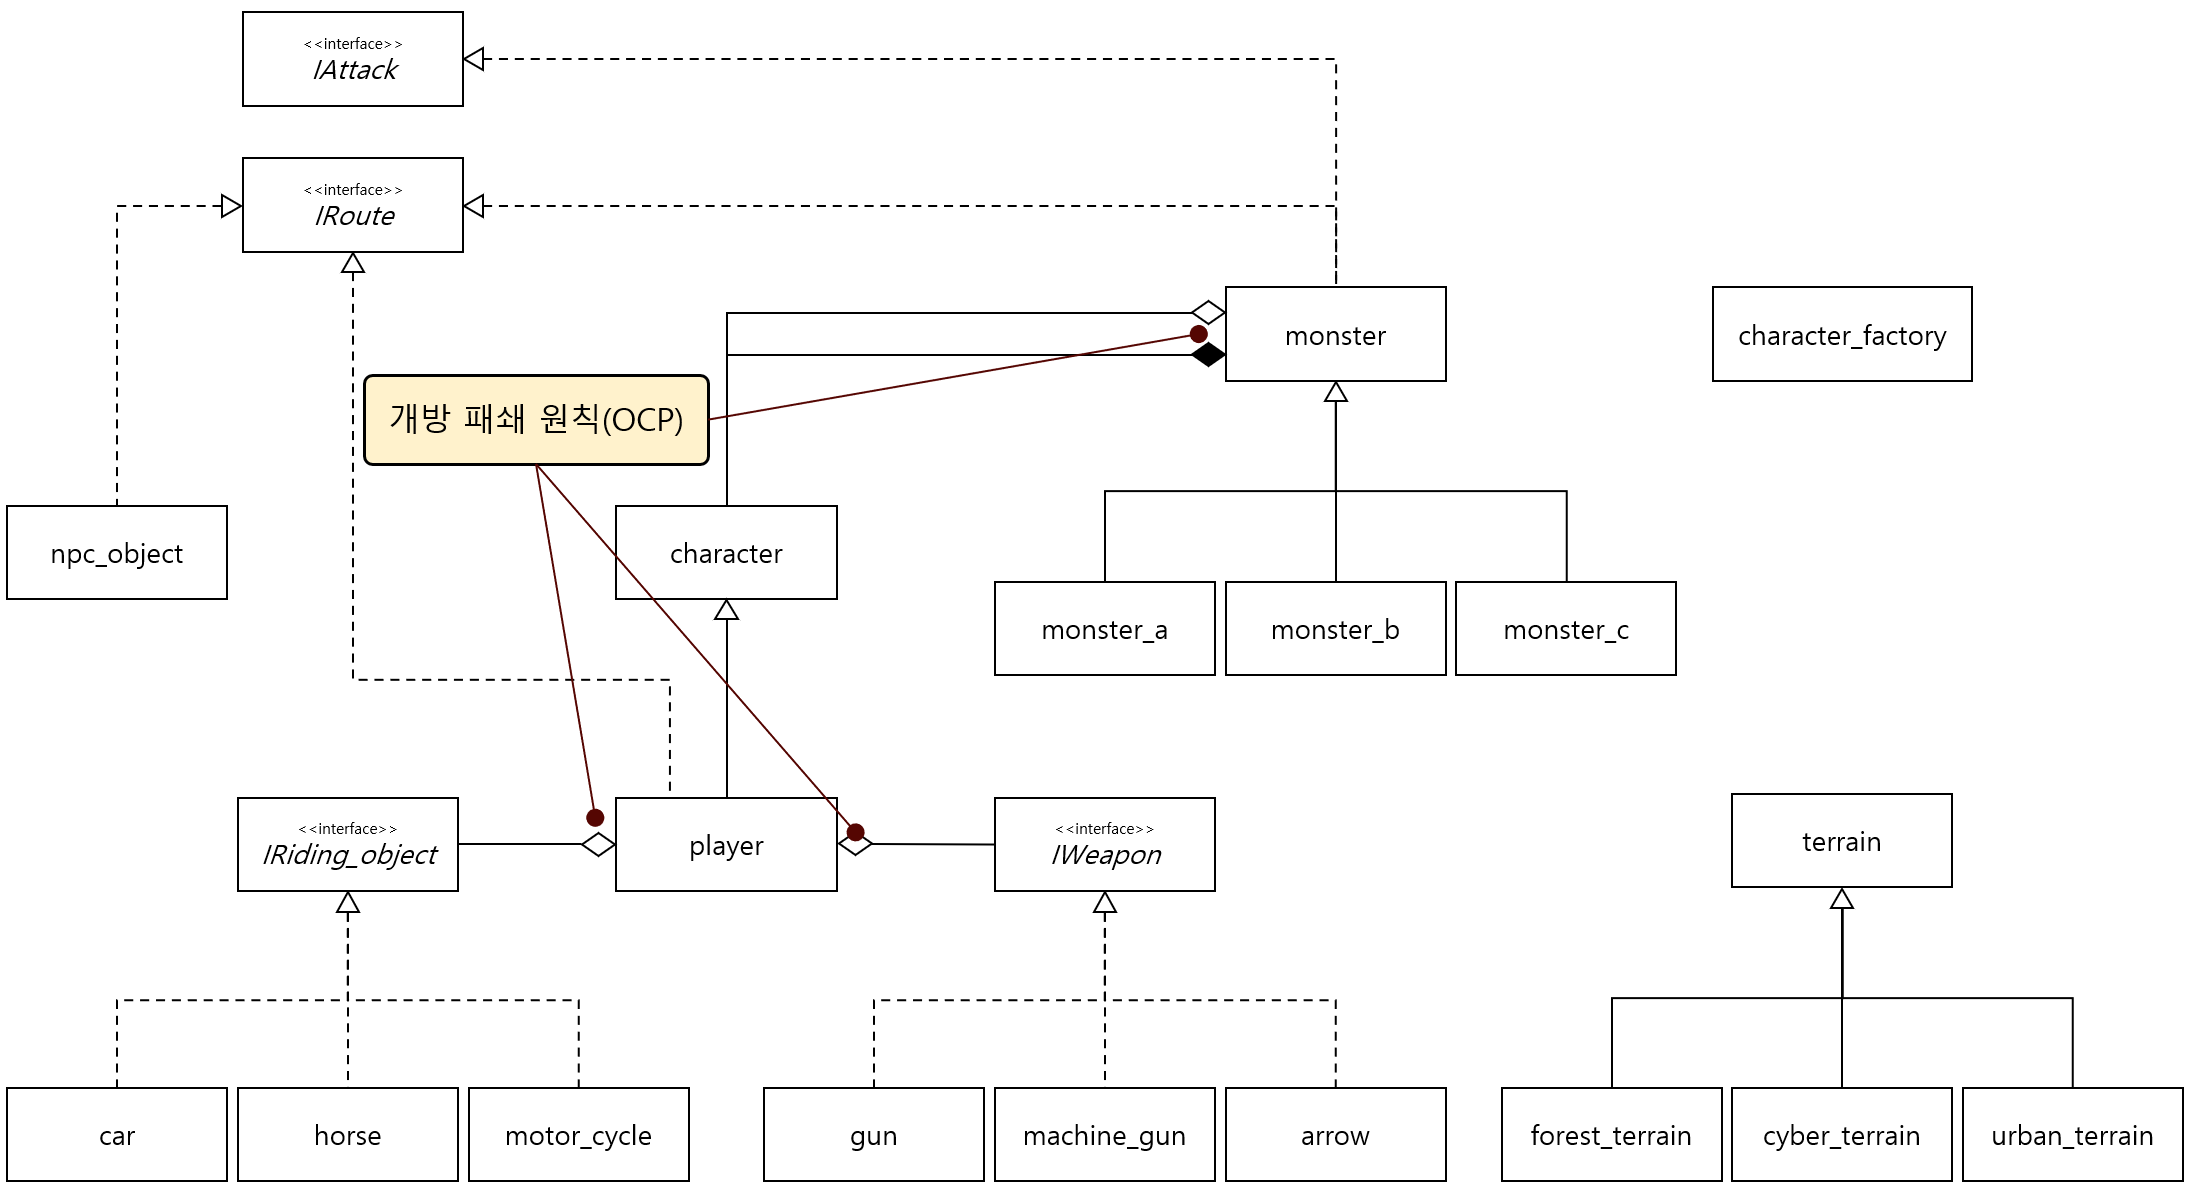 <<interface>>
IAttack
<<interface>>
IRoute
monster
character_factory
개방 패쇄 원칙(OCP)
npc_object
character
monster_a
monster_b
monster_c
<<interface>>
IRiding_object
player
<<interface>>
IWeapon
terrain
car
horse
motor_cycle
gun
machine_gun
arrow
forest_terrain
cyber_terrain
urban_terrain